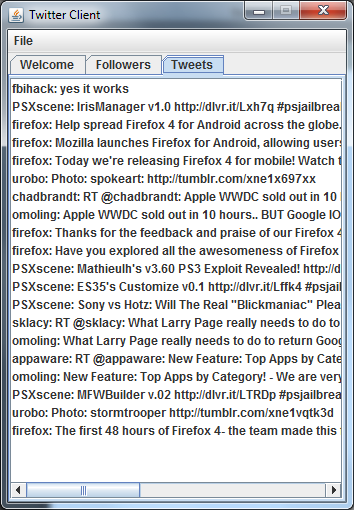 Twitter Client
File
Welcome Followers Tweets
fbihack: yes it works
PSXscene: IrisManager v1.0 http://dlvr.it/Lxh7q #psjailbrea
firefox: Help spread Firefox 4 for Android across the globe.
firefox: Mozilla launches Firefox for Android, allowing users
firefox: Today we're releasing Firefox 4 for mobile! Watch t
urobo: Photo: spokeart: http://tumblr.com/xne1x697xx
chadbrandt: RT @chadbrandt: Apple WWDC sold out in 10 
omoling: Apple WWDC sold out in 10 hours.. BUT Google IO
firefox: Thanks for the feedback and praise of our Firefox 4
firefox: Have you explored all the awesomeness of Firefox
PSXscene: Mathieulh's v3.60 PS3 Exploit Revealed! http://d
PSXscene: ES35's Customize v0.1 http://dlvr.it/Lffk4 #psjail
PSXscene: Sony vs Hotz: Will The Real "Blickmaniac" Plea
sklacy: RT @sklacy: What Larry Page really needs to do to
omoling: What Larry Page really needs to do to return Goog
appaware: RT @appaware: New Feature: Top Apps by Cate
omoling: New Feature: Top Apps by Category! - We are very
PSXscene: MFWBuilder v.02 http://dlvr.it/LTRDp #psjailbrea
urobo: Photo: stormtrooper http://tumblr.com/xne1vqtk3d
firefox: The first 48 hours of Firefox 4- the team made this